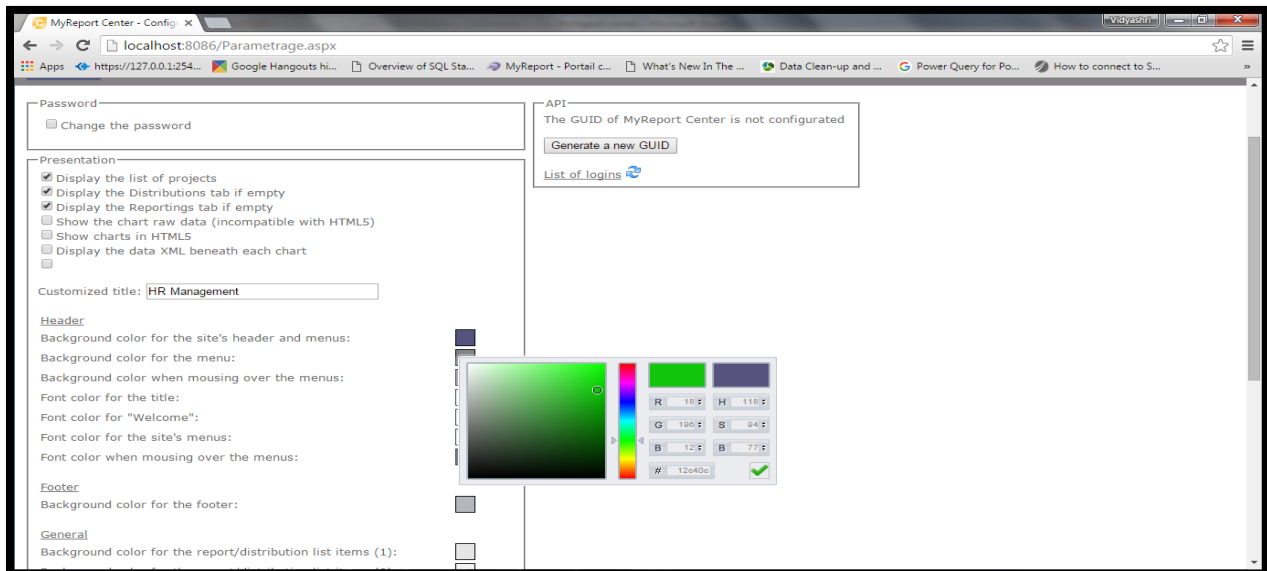 MyReport Center - Config
Vidyashri
localhost:8086/Parametrage.aspx
Apps
https://127.0.0.1:254...
Google Hangouts hi...
Overview of SQL Sta...
MyReport - Portail c...
What's New In The ...
Data Clean-up and ...
Power Query for Po...
How to connect to S...
»
Password
Change the password
API
The GUID of MyReport Center is not configurated
Generate a new GUID
List of logins
Presentation
Display the list of projects
Display the Distributions tab if empty
Display the Reportings tab if empty
Show the chart raw data (incompatible with HTML5)
Show charts in HTML5
Display the data XML beneath each chart
Customized title: HR Management
Header
Background color for the site's header and menus:
Background color for the menu:
Background color when mousing over the menus:
Font color for the title:
Font color for "Welcome":
Font color for the site's menus:
Font color when mousing over the menus:
R 18 H 118
G 196 S 94
B 12 B 77
# 12c40c
Footer
Background color for the footer:
General
Background color for the report/distribution list items (1):